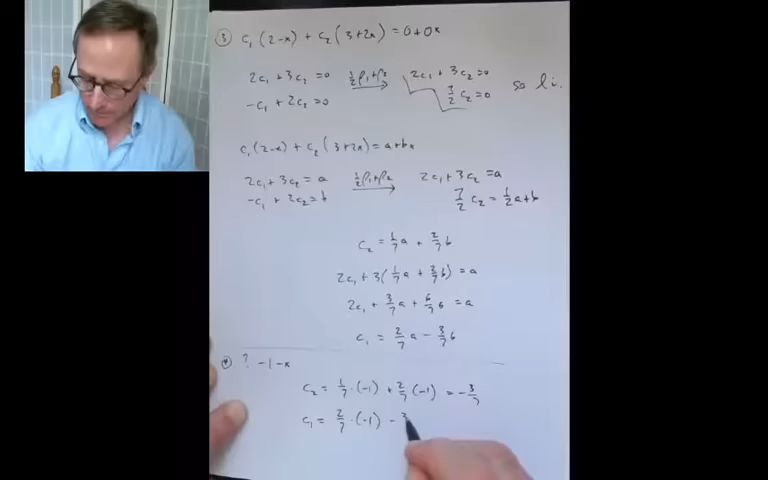 ③ c₁(2-x) + c₂(3+2x) = 0+0x
2c₁ + 3c₂ = 0 ½ρ₁+ρ₂ → 2c₁ + 3c₂ = 0 so l.i.
-c₁ + 2c₂ = 0 7/2 c₂ = 0
c₁(2-x) + c₂(3+2x) = a+bx
2c₁ + 3c₂ = a ½ρ₁+ρ₂ → 2c₁ + 3c₂ = a
-c₁ + 2c₂ = b 7/2 c₂ = ½a+b
c₂ = 1/7 a + 2/7 b
2c₁ + 3(1/7 a + 2/7 b) = a
2c₁ + 3/7 a + 6/7 b = a
c₁ = 2/7 a - 3/7 b
? -1-x
c₂ = 1/7·(-1) + 2/7(-1) = -3/7
c₁ = 2/7·(-1) - 3